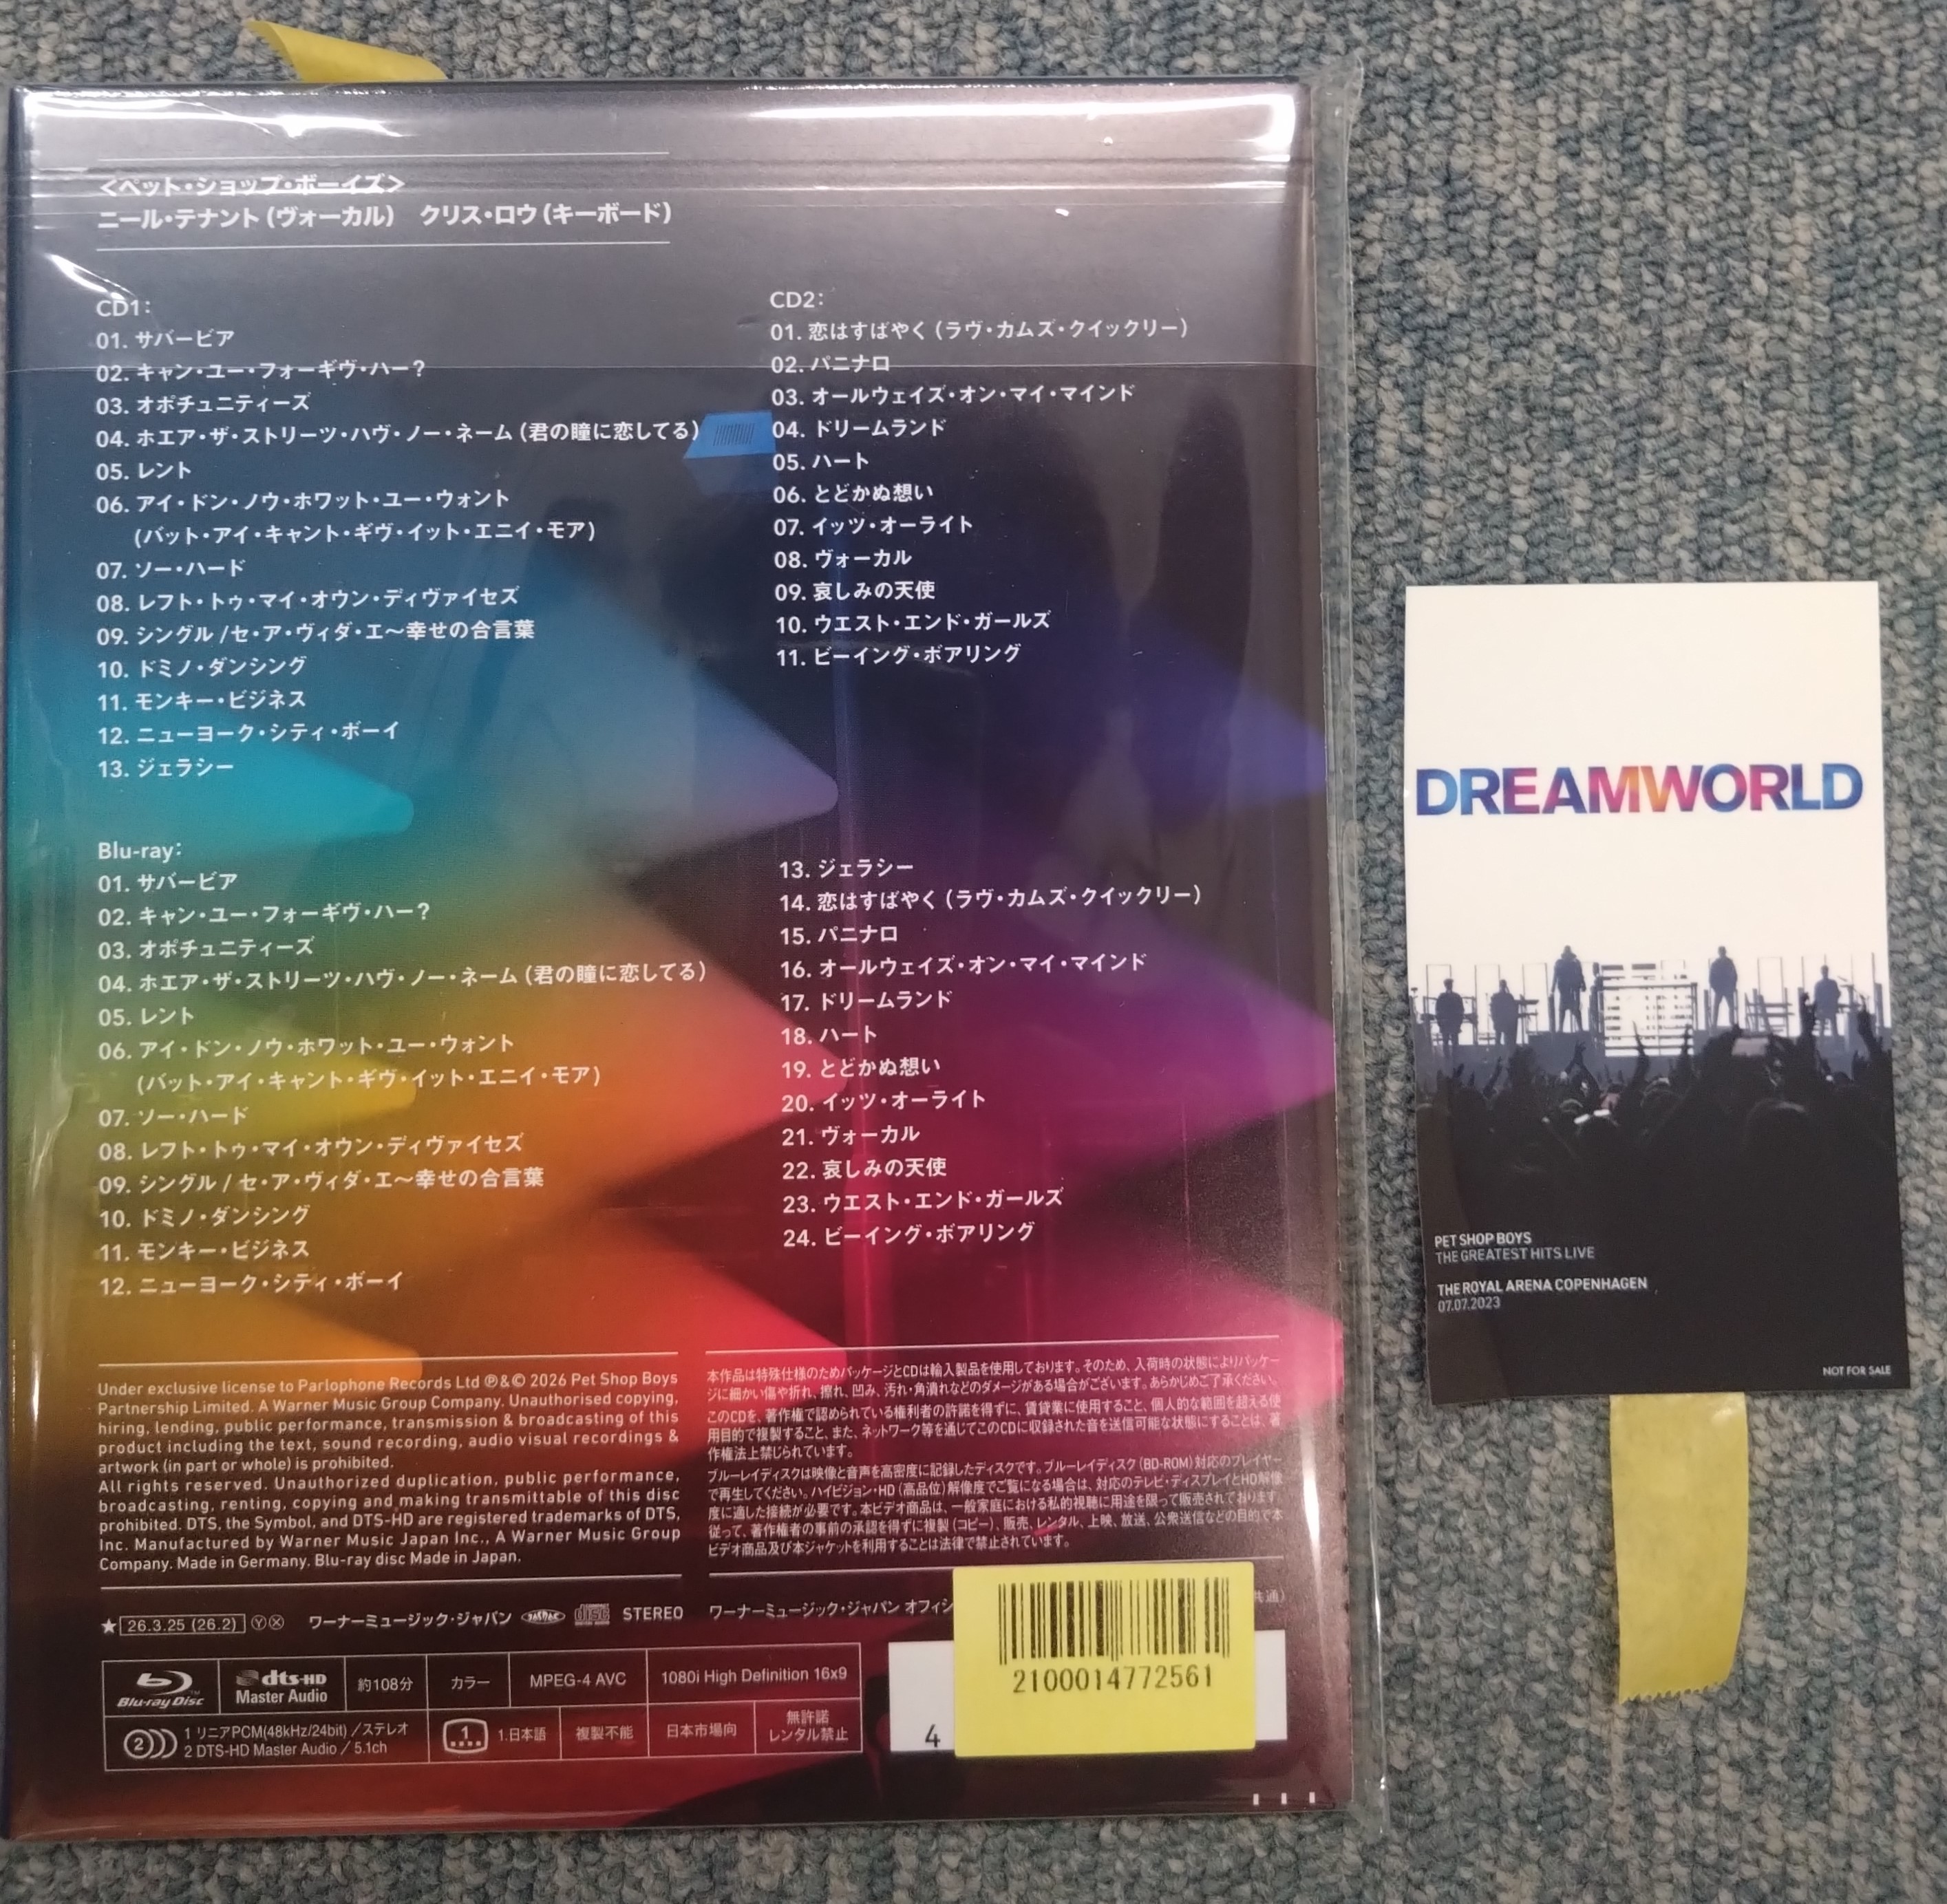 <ペット・ショップ・ボーイズ>
ニール・テナント(ヴォーカル) クリス・ロウ(キーボード)
CD1:
01. サバービア
02. キャン・ユー・フォーギヴ・ハー?
03. オポチュニティーズ
04. ホエア・ザ・ストリーツ・ハヴ・ノー・ネーム(君の瞳に恋してる)
05. レント
06. アイ・ドン・ノウ・ホワット・ユー・ウォント
(バット・アイ・キャント・ギヴ・イット・エニイ・モア)
07. ソー・ハード
08. レフト・トゥ・マイ・オウン・ディヴァイセズ
09. シングル/セ・ア・ヴィダ・エ～幸せの合言葉
10. ドミノ・ダンシング
11. モンキー・ビジネス
12. ニューヨーク・シティ・ボーイ
13. ジェラシー
CD2:
01. 恋はすばやく(ラヴ・カムズ・クイックリー)
02. パニナロ
03. オールウェイズ・オン・マイ・マインド
04. ドリームランド
05. ハート
06. とどかぬ想い
07. イッツ・オーライト
08. ヴォーカル
09. 哀しみの天使
10. ウエスト・エンド・ガールズ
11. ビーイング・ボアリング
Blu-ray:
01. サバービア
02. キャン・ユー・フォーギヴ・ハー?
03. オポチュニティーズ
04. ホエア・ザ・ストリーツ・ハヴ・ノー・ネーム(君の瞳に恋してる)
05. レント
06. アイ・ドン・ノウ・ホワット・ユー・ウォント
(バット・アイ・キャント・ギヴ・イット・エニイ・モア)
07. ソー・ハード
08. レフト・トゥ・マイ・オウン・ディヴァイセズ
09. シングル/セ・ア・ヴィダ・エ～幸せの合言葉
10. ドミノ・ダンシング
11. モンキー・ビジネス
12. ニューヨーク・シティ・ボーイ
13. ジェラシー
14. 恋はすばやく(ラヴ・カムズ・クイックリー)
15. パニナロ
16. オールウェイズ・オン・マイ・マインド
17. ドリームランド
18. ハート
19. とどかぬ想い
20. イッツ・オーライト
21. ヴォーカル
22. 哀しみの天使
23. ウエスト・エンド・ガールズ
24. ビーイング・ボアリング
Under exclusive license to Parlophone Records Ltd ℗&© 2026 Pet Shop Boys
Partnership Limited. A Warner Music Group Company. Unauthorised copying,
hiring, lending, public performance, transmission & broadcasting of this
product including the text, sound recording, audio visual recordings &
artwork (in part or whole) is prohibited.
All rights reserved. Unauthorized duplication, public performance,
broadcasting, renting, copying and making transmittable of this disc
prohibited. DTS, the Symbol, and DTS-HD are registered trademarks of DTS,
Inc. Manufactured by Warner Music Japan Inc., A Warner Music Group
Company. Made in Germany. Blu-ray disc Made in Japan.
本作品は特殊仕様のためパッケージとCDは輸入製品を使用しております。そのため、入荷時の状態によりパッケー
ジに細かい傷や折れ、擦れ、凹み、汚れ・角潰れなどのダメージがある場合がございます。あらかじめご了承ください。
このCDを、著作権で認められている権利者の許諾を得ずに、賃貸業に使用すること、個人的な範囲を超える使
用目的で複製すること、また、ネットワーク等を通じてこのCDに収録された音を送信可能な状態にすることは、著
作権法上禁じられています。
ブルーレイディスクは映像と音声を高密度に記録したディスクです。ブルーレイディスク(BD-ROM)対応のプレイヤー
で再生してください。ハイビジョン・HD(高品位)解像度でご覧になる場合は、対応のテレビ・ディスプレイとHD解像
度に適した接続が必要です。本ビデオ商品は、一般家庭における私的視聴に用途を限って販売されております。
従って、著作権者の事前の承認を得ずに複製(コピー)、販売、レンタル、上映、放送、公衆送信などの目的で本
ビデオ商品及び本ジャケットを利用することは法律で禁止されています。
★ 26.3.25 (26.2) Ⓨ Ⓧ ワーナーミュージック・ジャパン disc STEREO ワーナーミュージック・ジャパン オフィシ 共通)
Blu-ray Disc dts-HD Master Audio 約108分 カラー MPEG-4 AVC 1080i High Definition 16x9
2 1 リニアPCM(48kHz/24bit)/ステレオ
2 DTS-HD Master Audio / 5.1ch
1 1.日本語 複製不能 日本市場向 無許諾
レンタル禁止
4
2100014772561
DREAMWORLD
PET SHOP BOYS
THE GREATEST HITS LIVE
THE ROYAL ARENA COPENHAGEN
07.07.2023
NOT FOR SALE